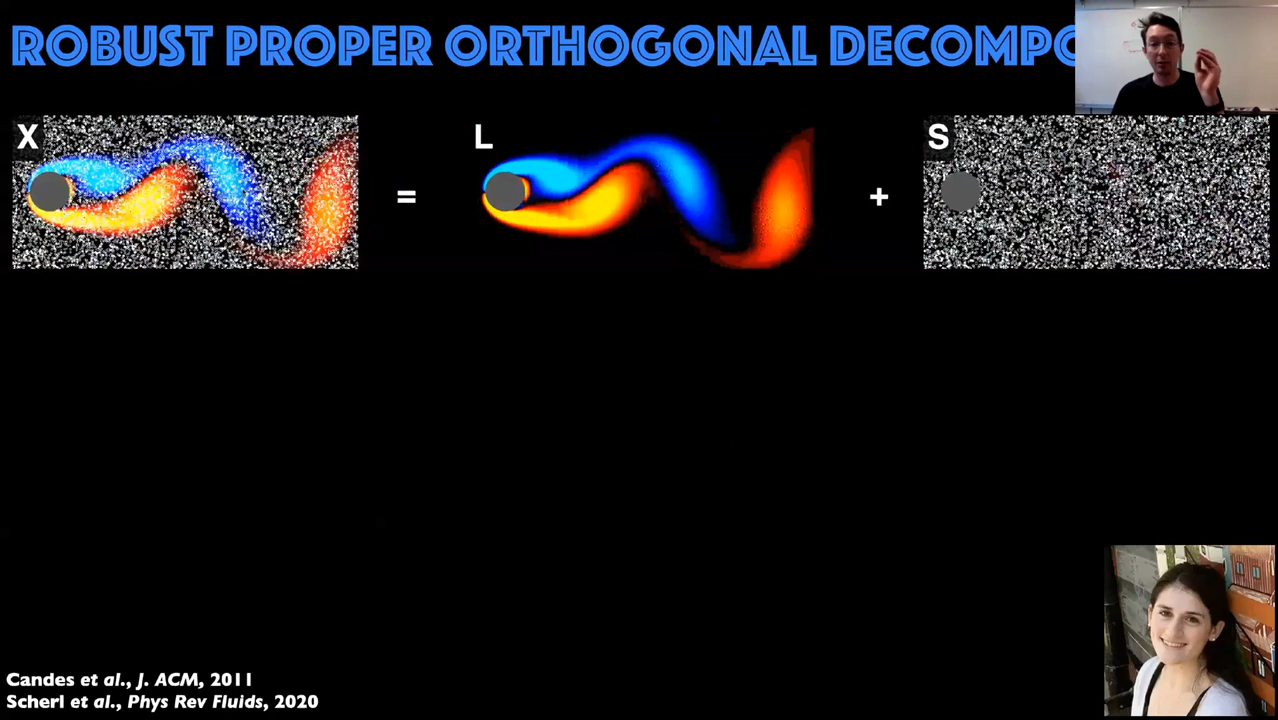 ROBUST PROPER ORTHOGONAL DECOMPO
X
=
L
+
S
Candes et al., J. ACM, 2011
Scherl et al., Phys Rev Fluids, 2020